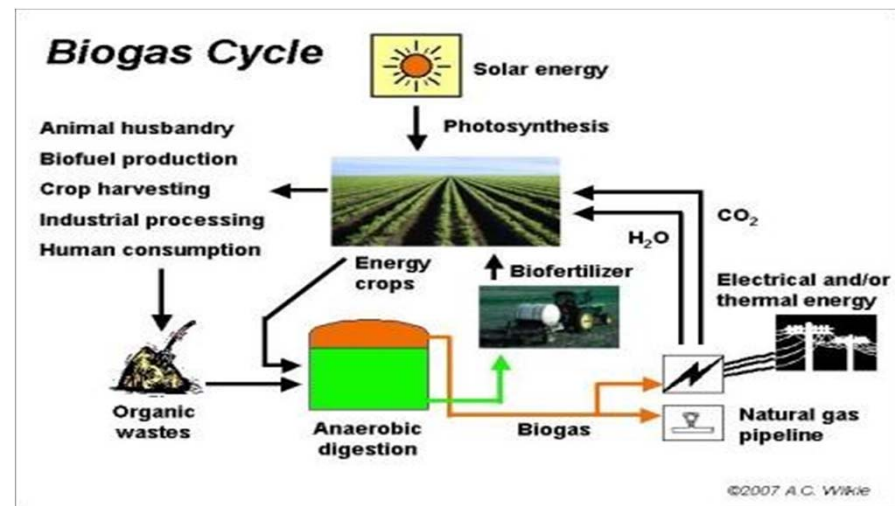 Biogas Cycle
Solar energy
Photosynthesis
Animal husbandry
Biofuel production
Crop harvesting
Industrial processing
Human consumption
CO₂
H₂O
Energy
crops
Biofertilizer
Electrical and/or
thermal energy
Organic
wastes
Anaerobic
digestion
Biogas
Natural gas
pipeline
©2007 A.C. Wilkie